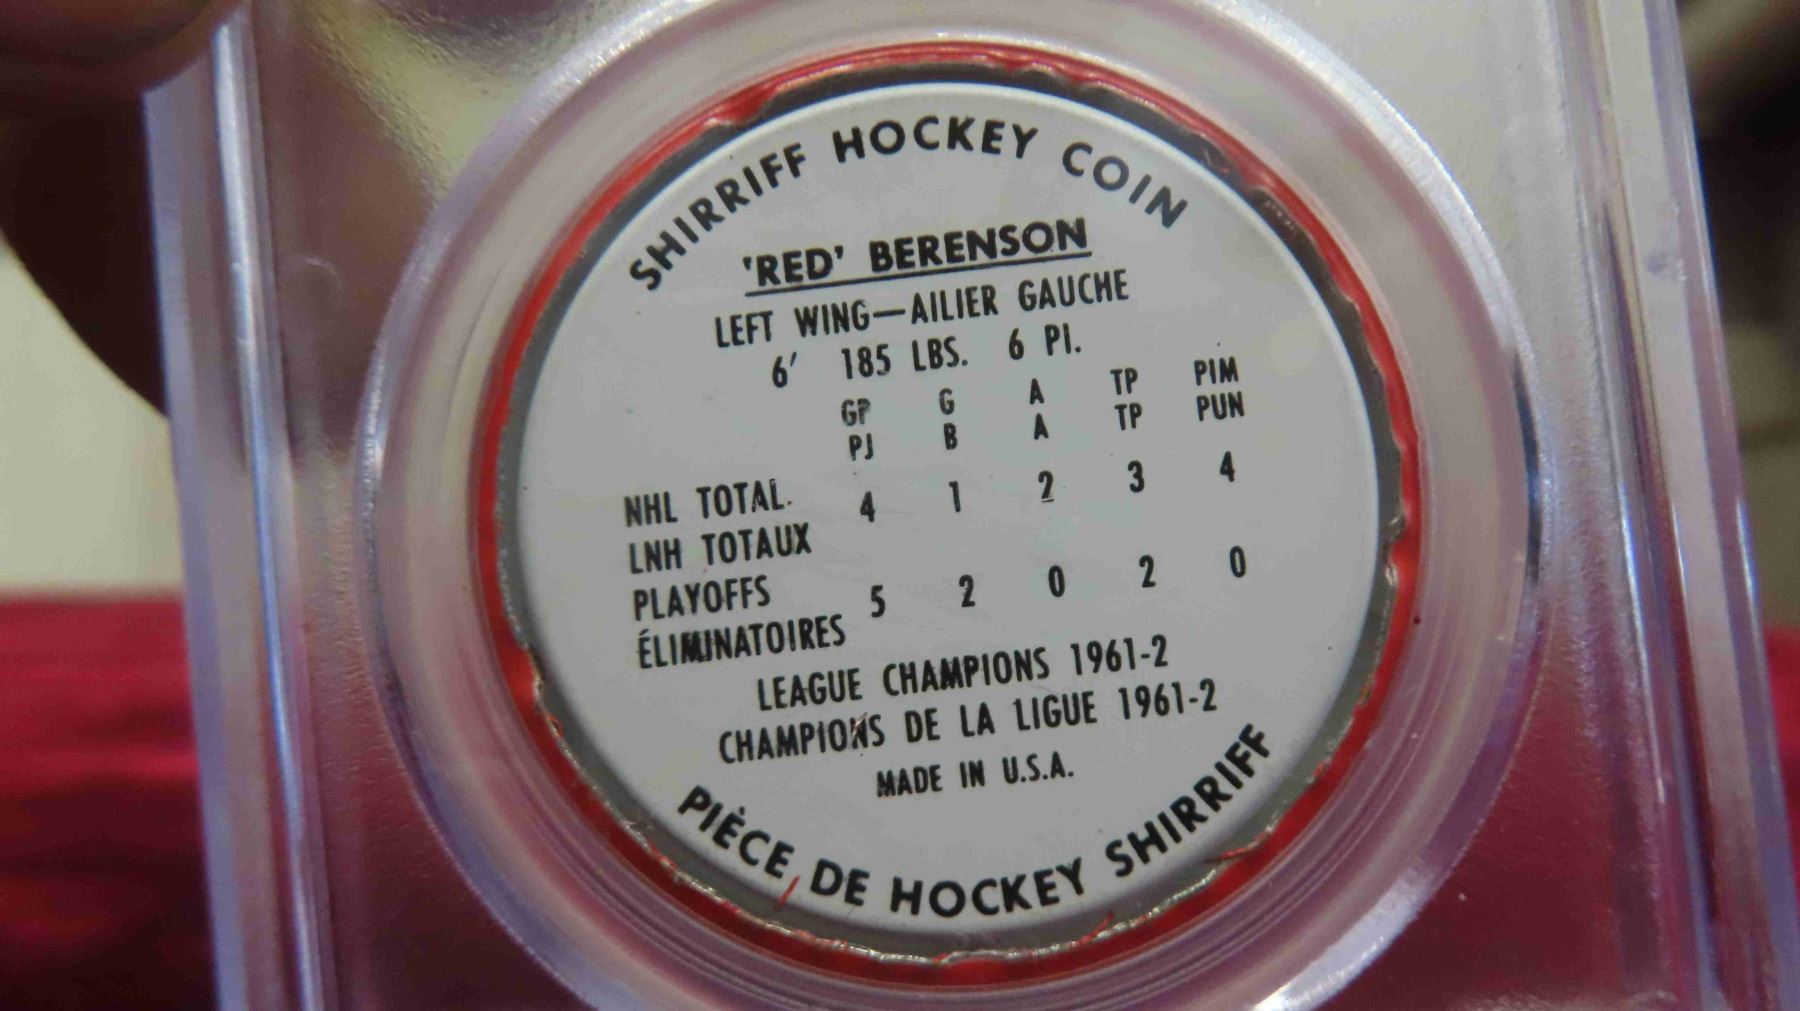 SHIRRIFF HOCKEY COIN
'RED' BERENSON
LEFT WING—AILIER GAUCHE
6' 185 LBS. 6 PI.
GP G A TP PIM
PJ B A TP PUN
NHL TOTAL. 4 1 2 3 4
LNH TOTAUX
PLAYOFFS 5 2 0 2 0
ÉLIMINATOIRES
LEAGUE CHAMPIONS 1961-2
CHAMPIONS DE LA LIGUE 1961-2
MADE IN U.S.A.
PIÈCE DE HOCKEY SHIRRIFF